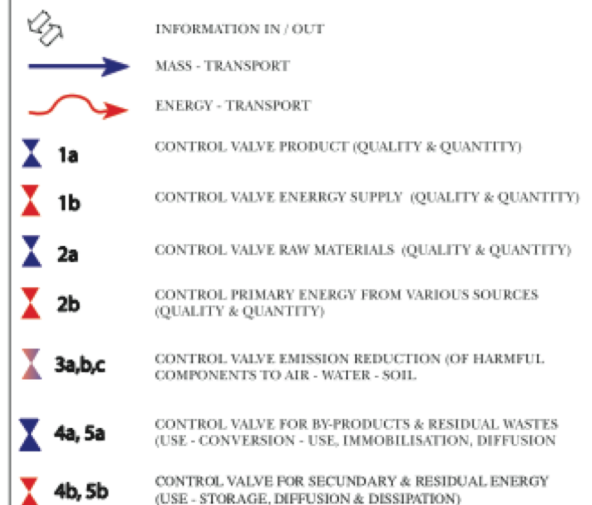 INFORMATION IN / OUT
MASS - TRANSPORT
ENERGY - TRANSPORT
1a CONTROL VALVE PRODUCT (QUALITY & QUANTITY)
1b CONTROL VALVE ENERRGY SUPPLY (QUALITY & QUANTITY)
2a CONTROL VALVE RAW MATERIALS (QUALITY & QUANTITY)
2b CONTROL PRIMARY ENERGY FROM VARIOUS SOURCES
(QUALITY & QUANTITY)
3a,b,c CONTROL VALVE EMISSION REDUCTION (OF HARMFUL
COMPONENTS TO AIR - WATER - SOIL
4a, 5a CONTROL VALVE FOR BY-PRODUCTS & RESIDUAL WASTES
(USE - CONVERSION - USE, IMMOBILISATION, DIFFUSION
4b, 5b CONTROL VALVE FOR SECUNDARY & RESIDUAL ENERGY
(USE - STORAGE, DIFFUSION & DISSIPATION)